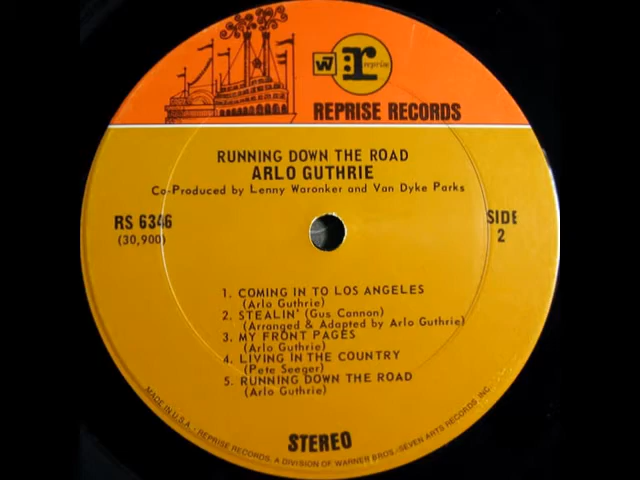 W r reprise
REPRISE RECORDS
RUNNING DOWN THE ROAD
ARLO GUTHRIE
Co-Produced by Lenny Waronker and Van Dyke Parks
RS 6346
(30,900)
SIDE
2
1. COMING IN TO LOS ANGELES
(Arlo Guthrie)
2. STEALIN' (Gus Cannon)
(Arranged & Adapted by Arlo Guthrie)
3. MY FRONT PAGES
(Arlo Guthrie)
4. LIVING IN THE COUNTRY
(Pete Seeger)
5. RUNNING DOWN THE ROAD
(Arlo Guthrie)
STEREO
MADE IN U.S.A. - REPRISE RECORDS, A DIVISION OF WARNER BROS.-SEVEN ARTS RECORDS, INC.